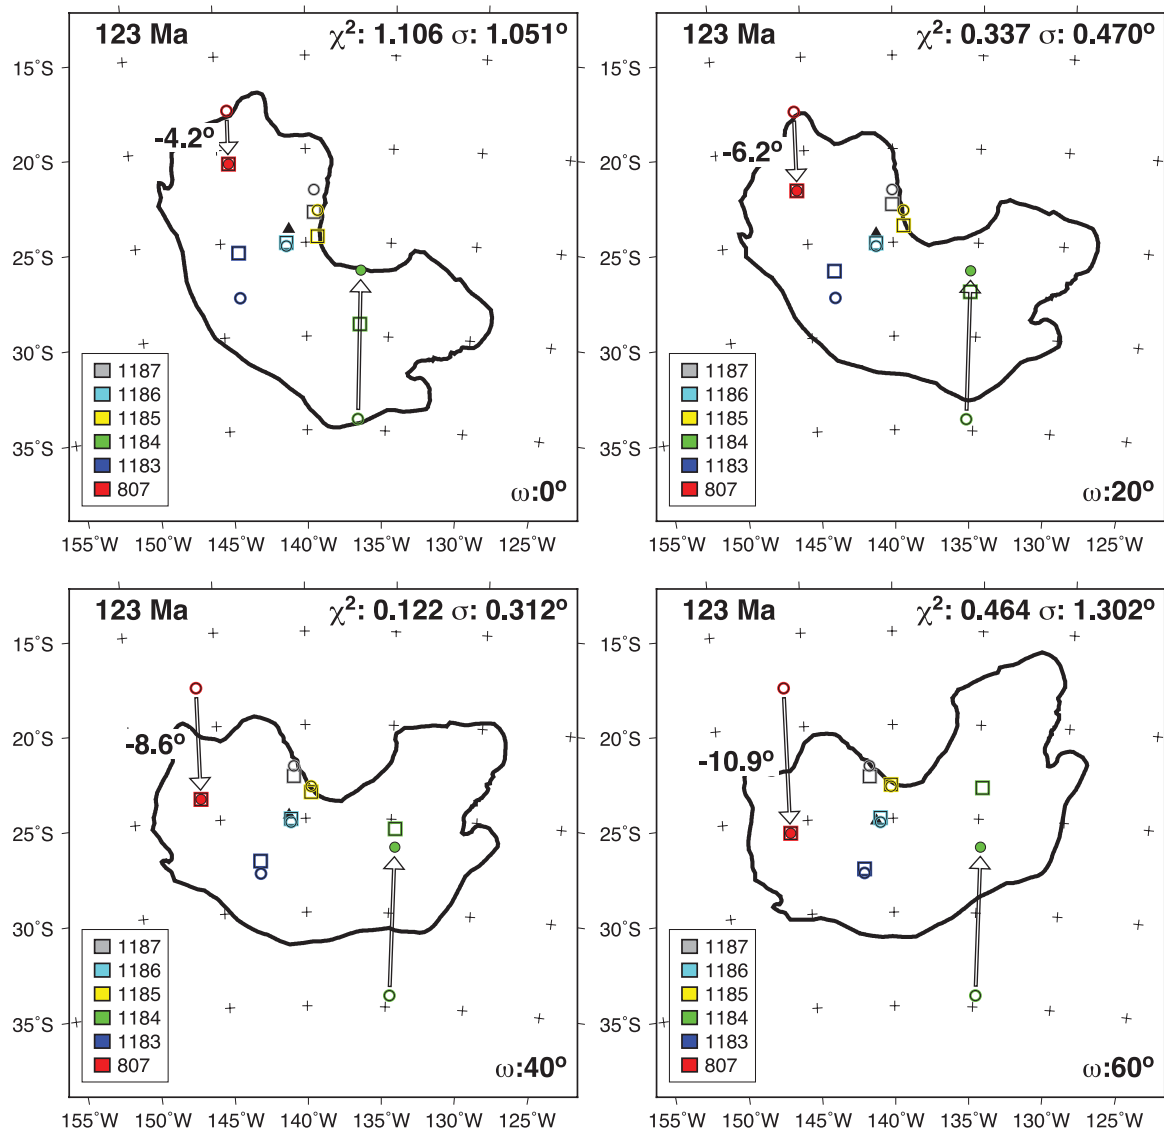 123 Ma χ²: 1.106 σ: 1.051º
15°S
20°S
25°S
30°S
35°S
-4.2º
1187
1186
1185
1184
1183
807
ω:0º
155°W 150°W 145°W 140°W 135°W 130°W 125°W
123 Ma χ²: 0.337 σ: 0.470º
15°S
20°S
25°S
30°S
35°S
-6.2º
1187
1186
1185
1184
1183
807
ω:20º
155°W 150°W 145°W 140°W 135°W 130°W 125°W
123 Ma χ²: 0.122 σ: 0.312º
15°S
20°S
25°S
30°S
35°S
-8.6º
1187
1186
1185
1184
1183
807
ω:40º
155°W 150°W 145°W 140°W 135°W 130°W 125°W
123 Ma χ²: 0.464 σ: 1.302º
15°S
20°S
25°S
30°S
35°S
-10.9º
1187
1186
1185
1184
1183
807
ω:60º
155°W 150°W 145°W 140°W 135°W 130°W 125°W